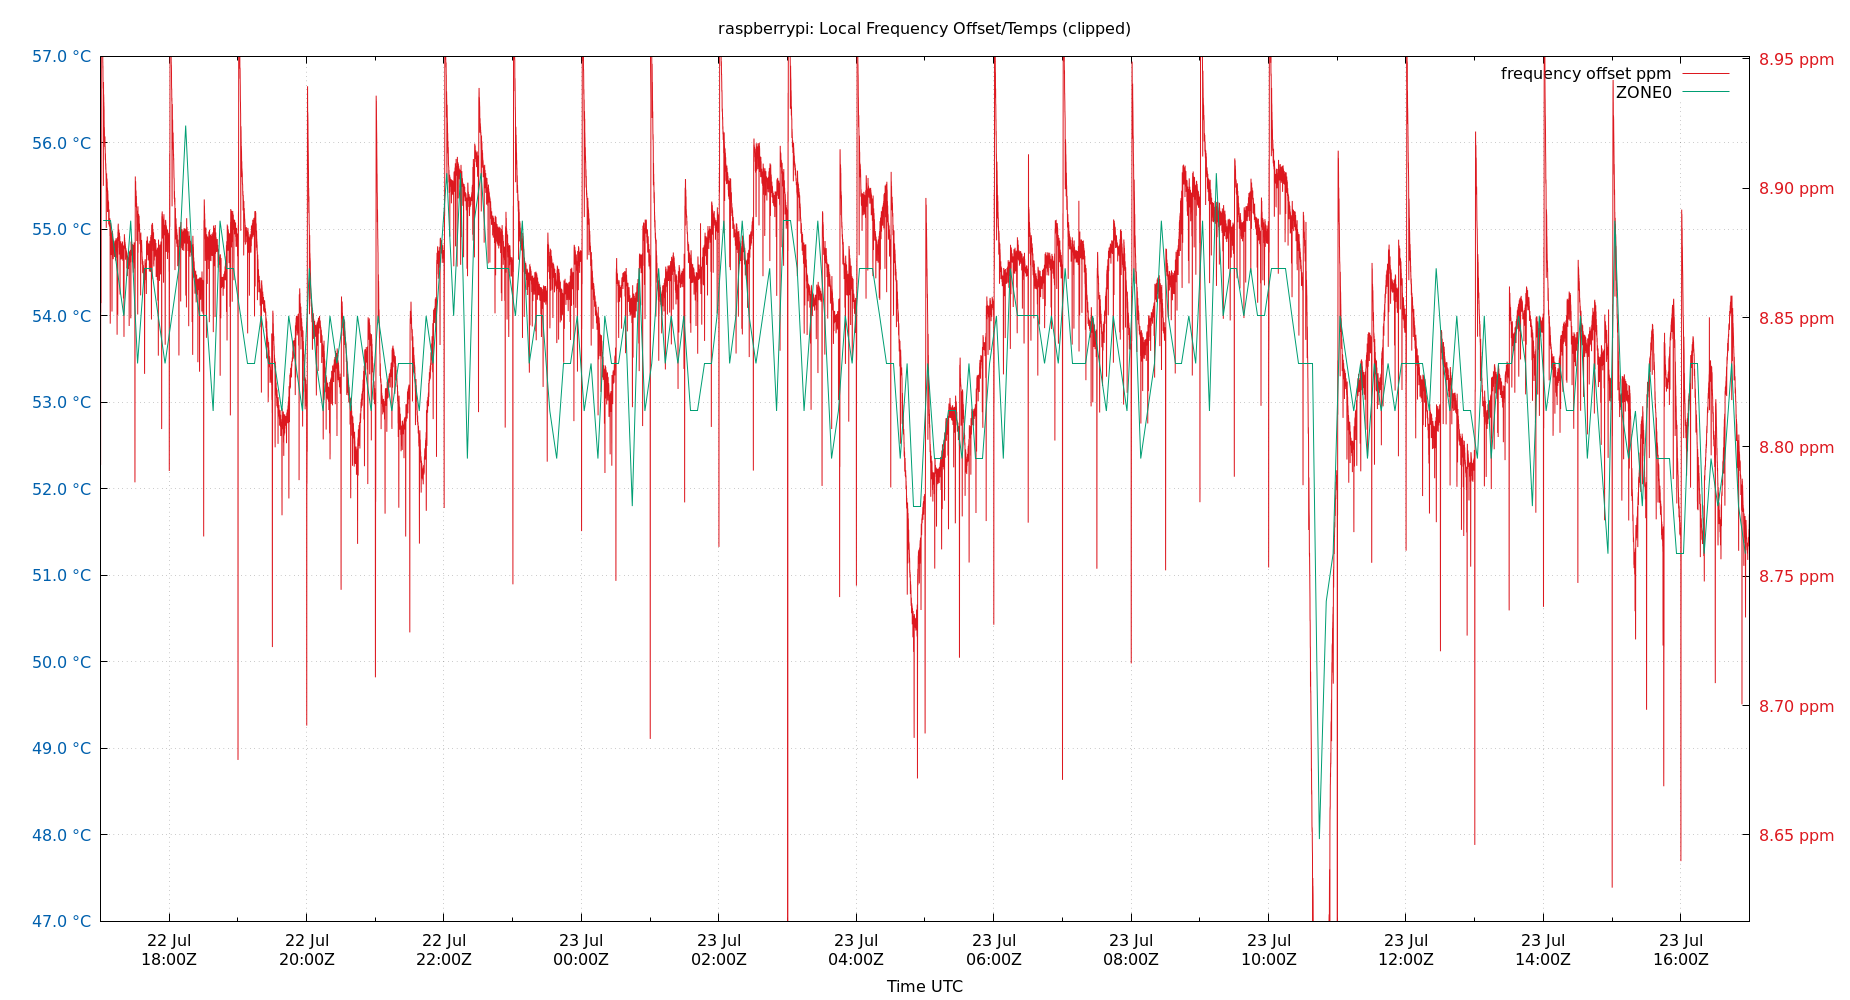 raspberrypi: Local Frequency Offset/Temps (clipped)
57.0 °C
56.0 °C
55.0 °C
54.0 °C
53.0 °C
52.0 °C
51.0 °C
50.0 °C
49.0 °C
48.0 °C
47.0 °C
8.95 ppm
8.90 ppm
8.85 ppm
8.80 ppm
8.75 ppm
8.70 ppm
8.65 ppm
frequency offset ppm
ZONE0
22 Jul
18:00Z
22 Jul
20:00Z
22 Jul
22:00Z
23 Jul
00:00Z
23 Jul
02:00Z
23 Jul
04:00Z
23 Jul
06:00Z
23 Jul
08:00Z
23 Jul
10:00Z
23 Jul
12:00Z
23 Jul
14:00Z
23 Jul
16:00Z
Time UTC